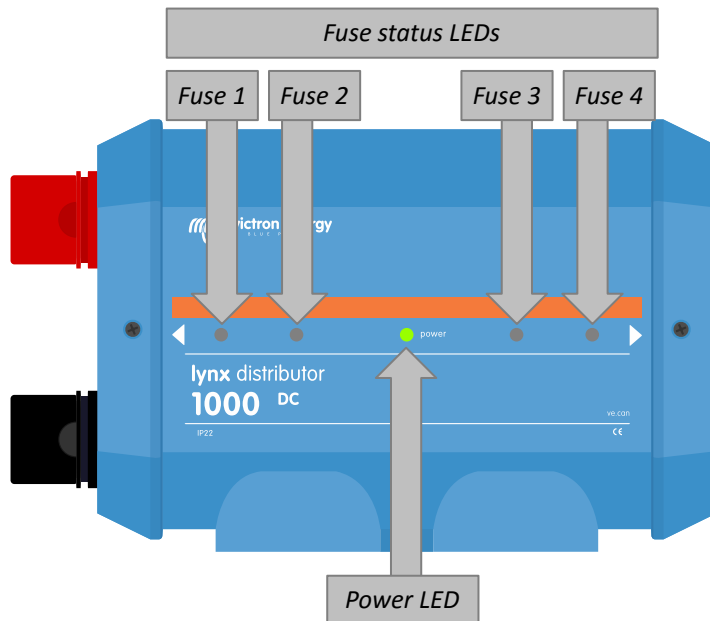 Fuse status LEDs
Fuse 1 Fuse 2 Fuse 3 Fuse 4
power
lynx distributor
1000 DC
ve.can
IP22
CE
Power LED